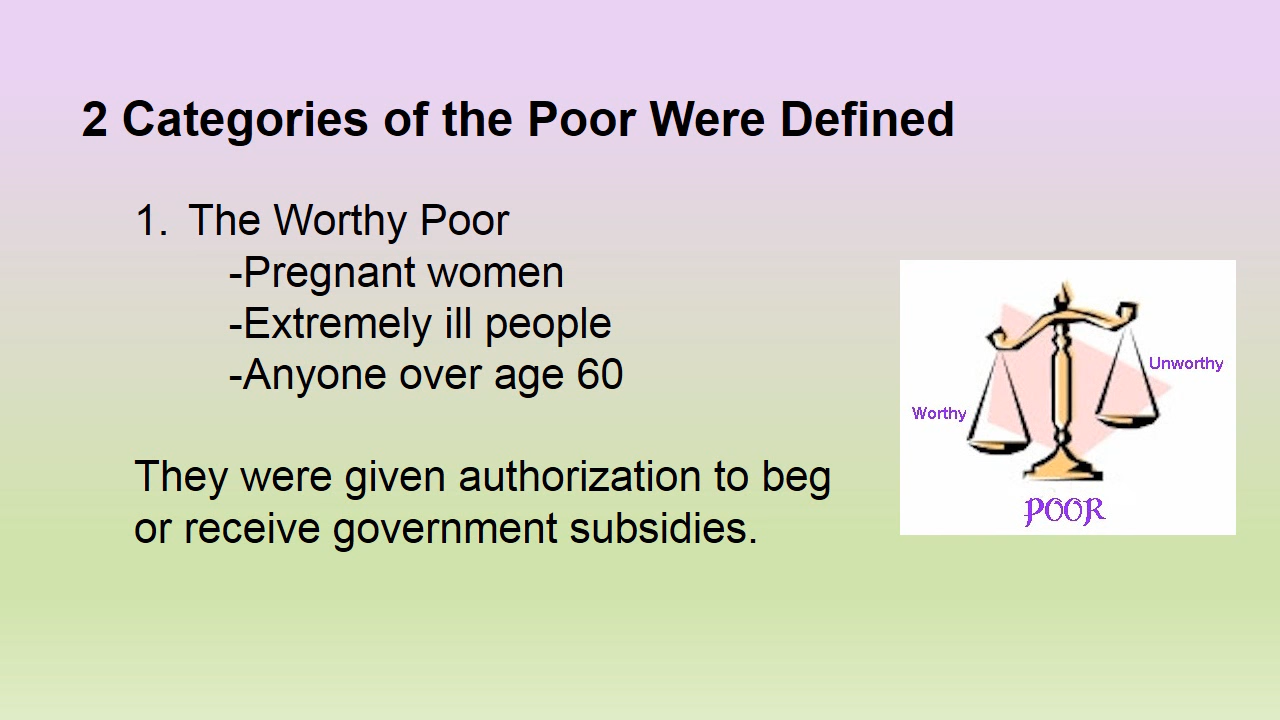 2 Categories of the Poor Were Defined
1. The Worthy Poor
-Pregnant women
-Extremely ill people
-Anyone over age 60
They were given authorization to beg
or receive government subsidies.
Unworthy
Worthy
POOR